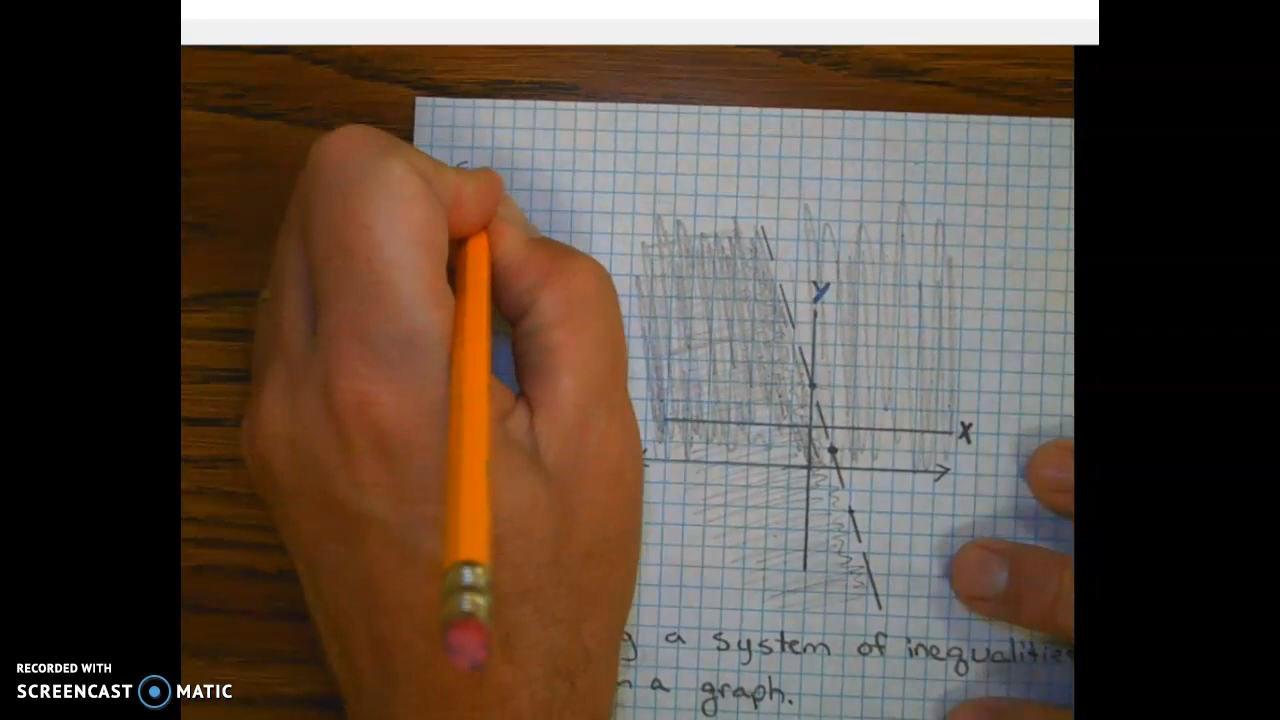 y
x
a system of inequalities
a graph.
RECORDED WITH
SCREENCAST MATIC